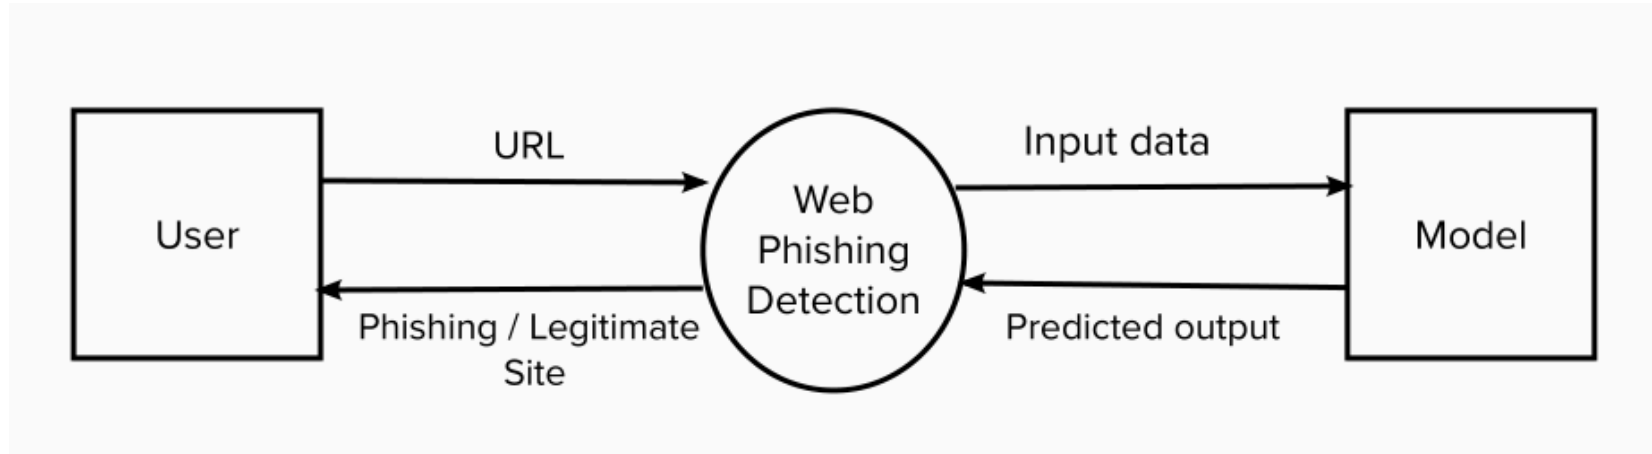 URL
Input data
User
Web
Phishing
Detection
Model
Phishing / Legitimate
Site
Predicted output